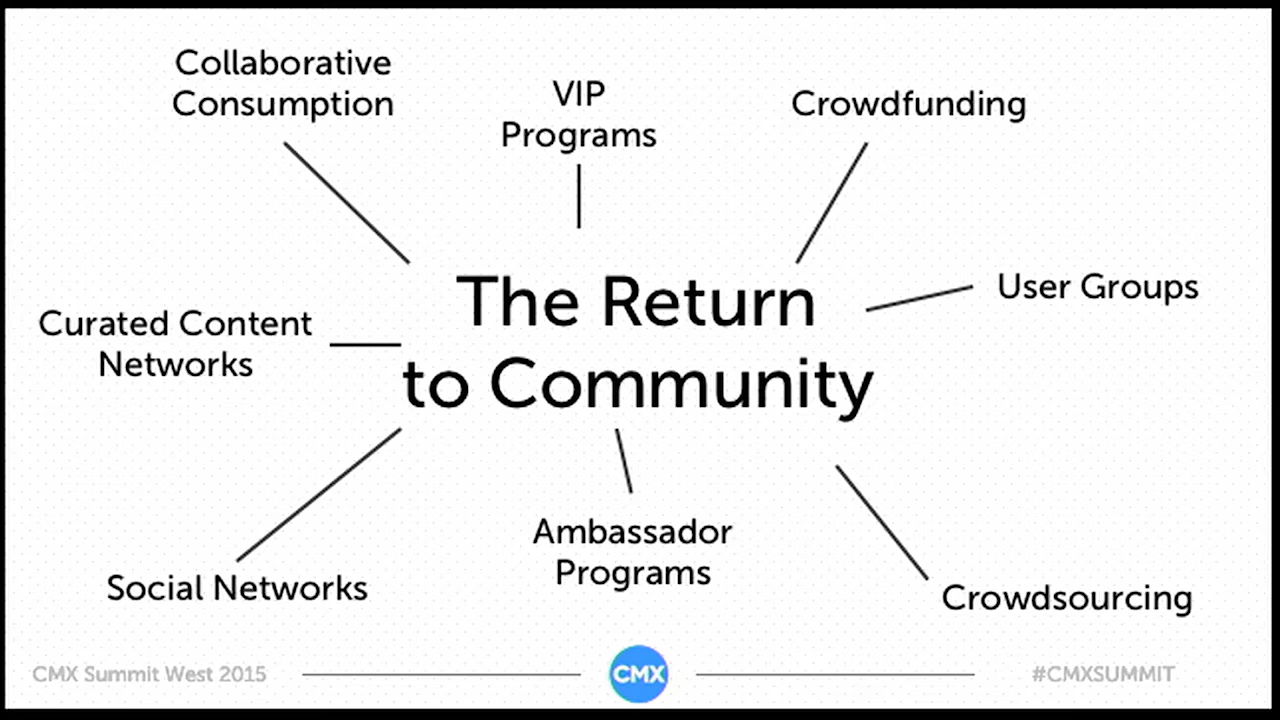 Collaborative
Consumption
VIP
Programs
Crowdfunding
The Return
to Community
User Groups
Curated Content
Networks
Social Networks
Ambassador
Programs
Crowdsourcing
CMX Summit West 2015
CMX
#CMXSUMMIT